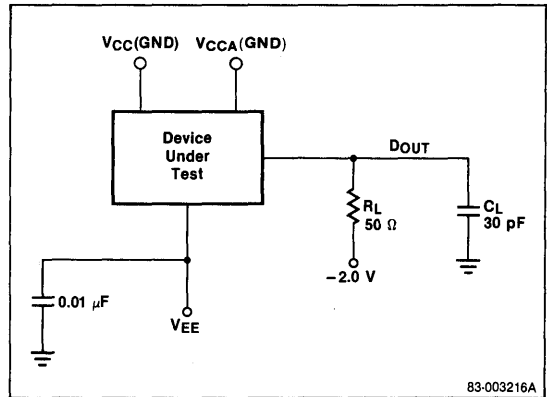 VCC(GND) VCCA(GND)
Device
Under
Test
DOUT
RL
50 Ω
CL
30 pF
−2.0 V
0.01 μF
VEE
83-003216A